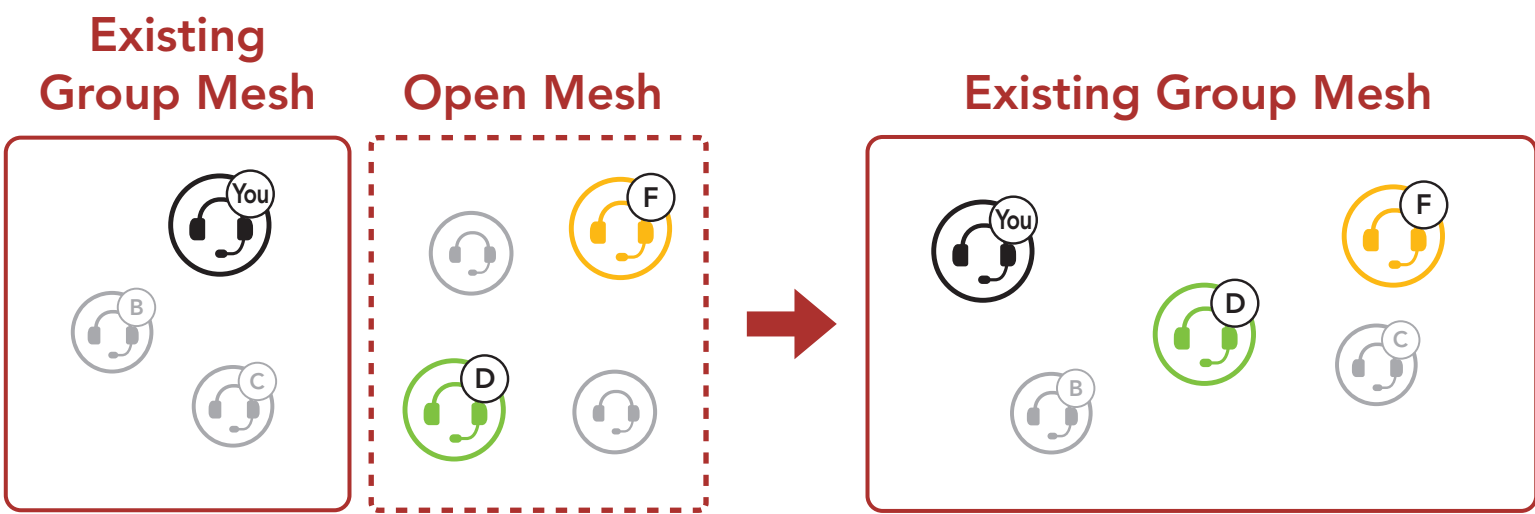 Existing
Group Mesh
Open Mesh
Existing Group Mesh
You
B
C
F
D
You
F
D
C
B